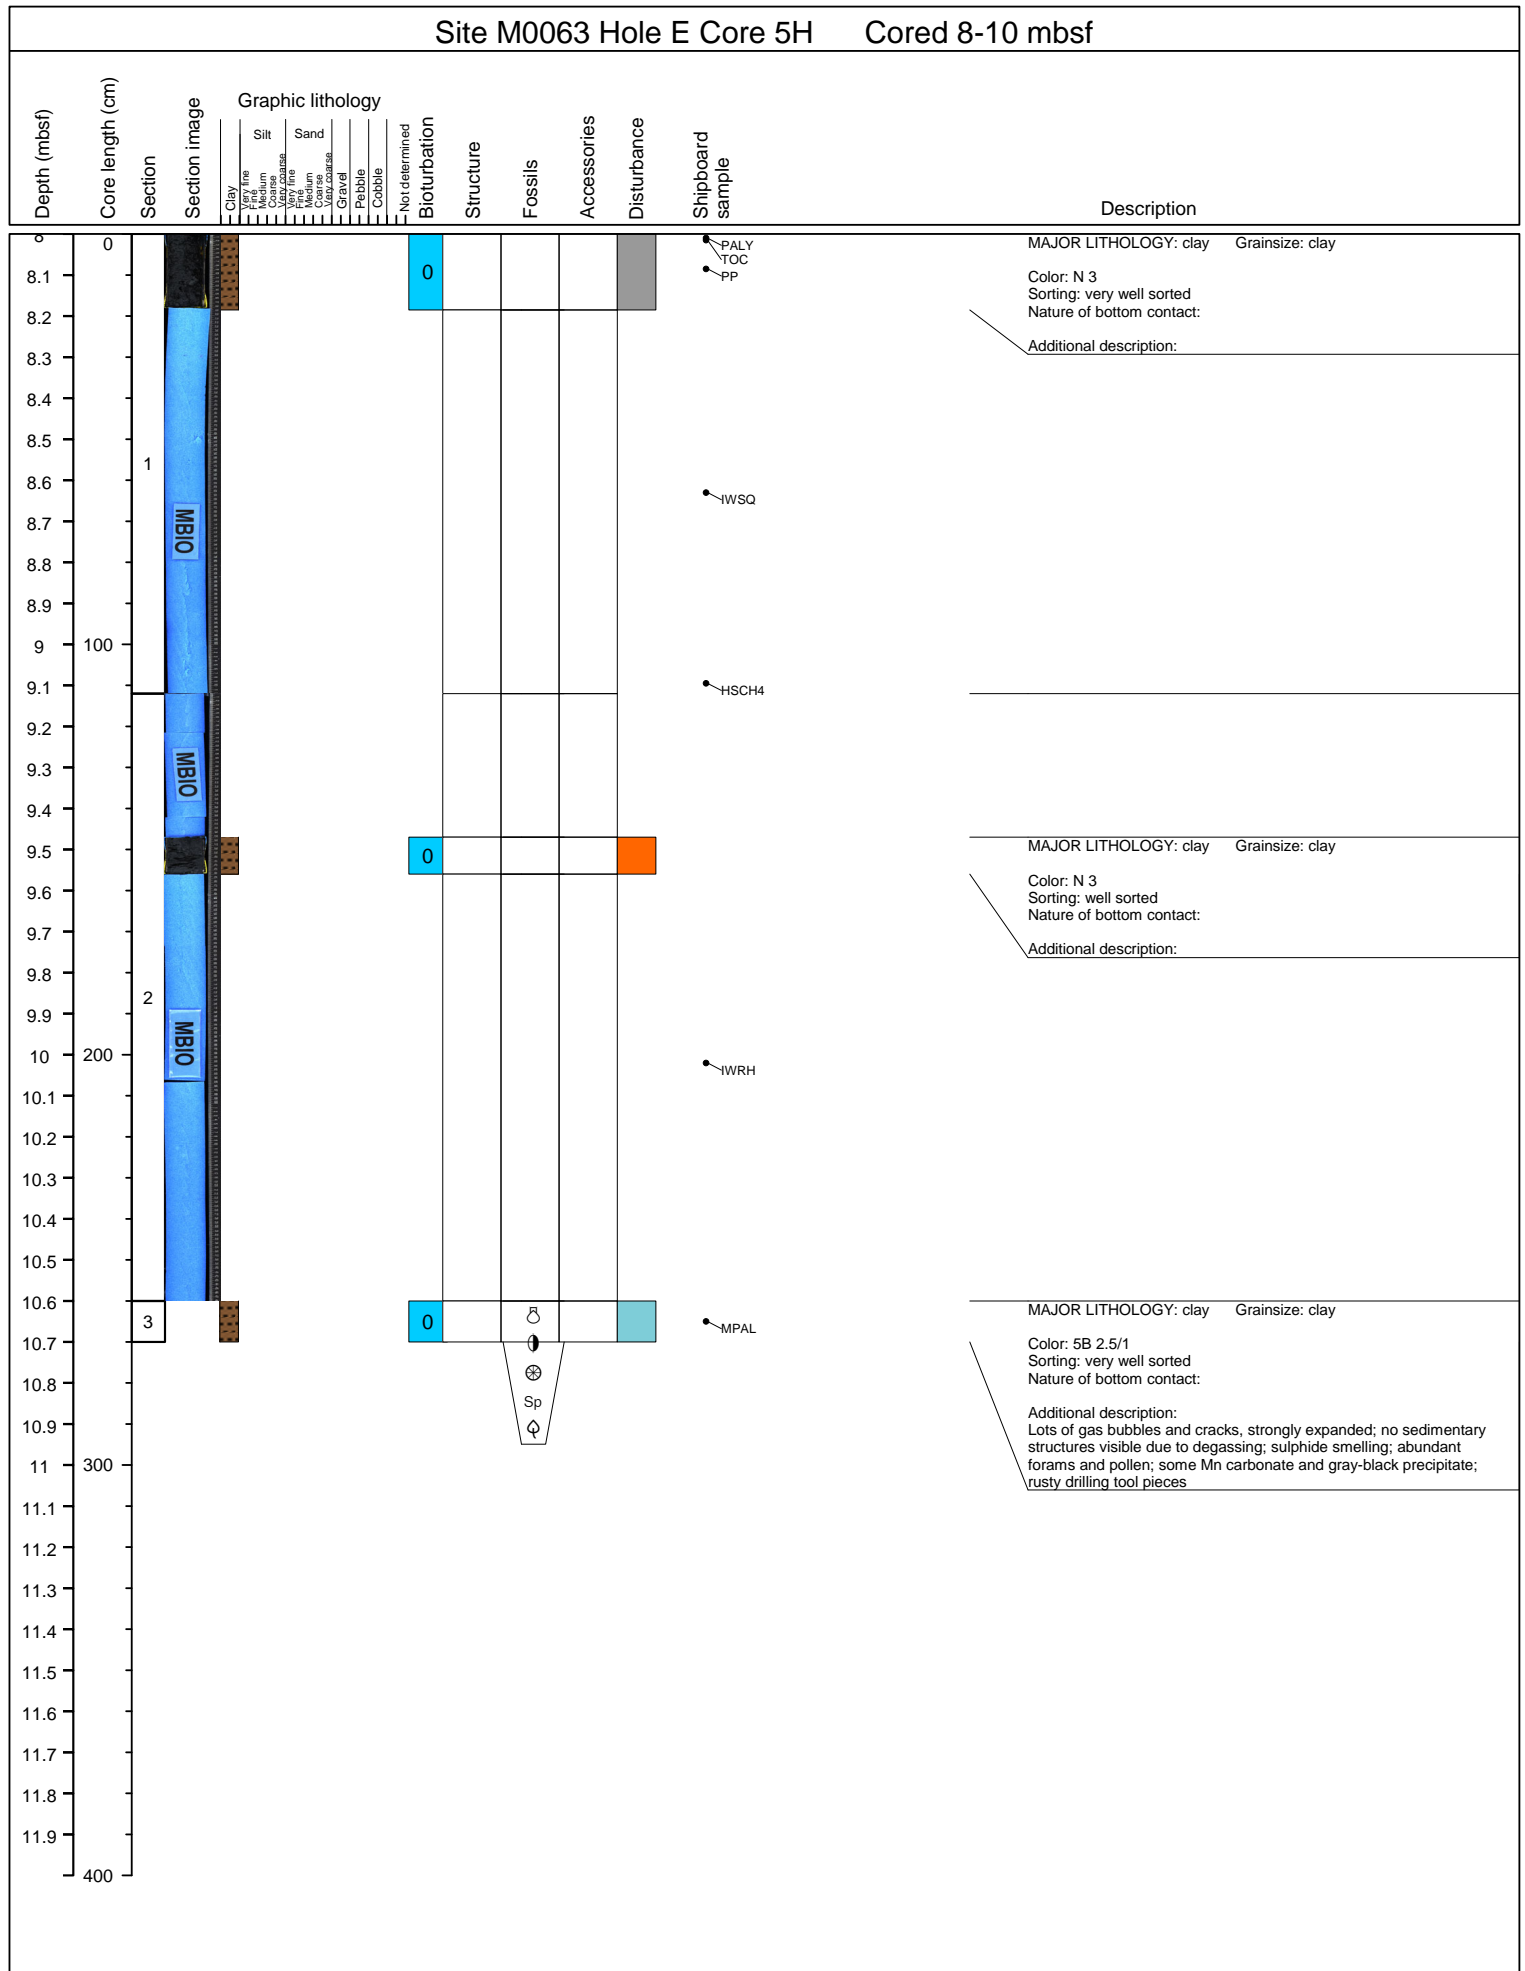 Site M0063 Hole E Core 5H Cored 8-10 mbsf
Depth (mbsf)
Core length (cm)
Section
Section image
Graphic lithology
Clay
Silt
Very fine
Fine
Medium
Coarse
Very coarse
Sand
Very fine
Fine
Medium
Coarse
Very coarse
Gravel
Pebble
Cobble
Not determined
Bioturbation
Structure
Fossils
Accessories
Disturbance
Shipboard
sample
Description
8
8.1
8.2
8.3
8.4
8.5
8.6
8.7
8.8
8.9
9
9.1
9.2
9.3
9.4
9.5
9.6
9.7
9.8
9.9
10
10.1
10.2
10.3
10.4
10.5
10.6
10.7
10.8
10.9
11
11.1
11.2
11.3
11.4
11.5
11.6
11.7
11.8
11.9
0
100
200
300
400
1
2
3
MBIO
MBIO
MBIO
0
0
0
Sp
PALY
TOC
PP
IWSQ
HSCH4
IWRH
MPAL
MAJOR LITHOLOGY: clay Grainsize: clay
Color: N 3
Sorting: very well sorted
Nature of bottom contact:
Additional description:
MAJOR LITHOLOGY: clay Grainsize: clay
Color: N 3
Sorting: well sorted
Nature of bottom contact:
Additional description:
MAJOR LITHOLOGY: clay Grainsize: clay
Color: 5B 2.5/1
Sorting: very well sorted
Nature of bottom contact:
Additional description:
Lots of gas bubbles and cracks, strongly expanded; no sedimentary
structures visible due to degassing; sulphide smelling; abundant
forams and pollen; some Mn carbonate and gray-black precipitate;
rusty drilling tool pieces